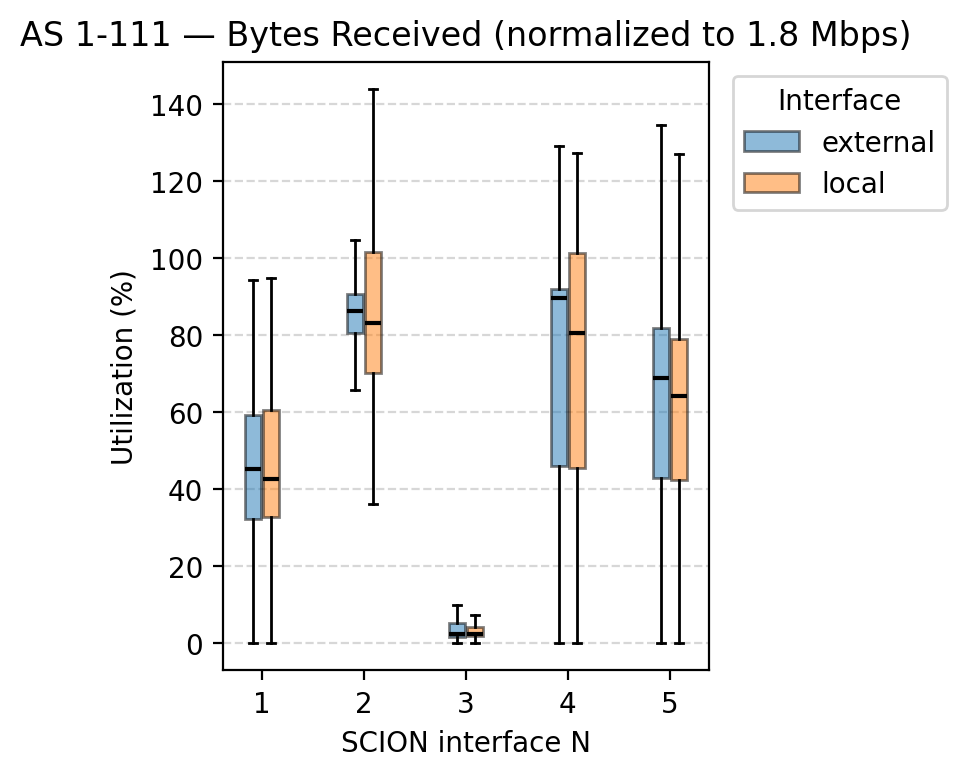 AS 1-111 — Bytes Received (normalized to 1.8 Mbps)
Interface
external
local
Utilization (%)
140
120
100
80
60
40
20
0
1 2 3 4 5
SCION interface N